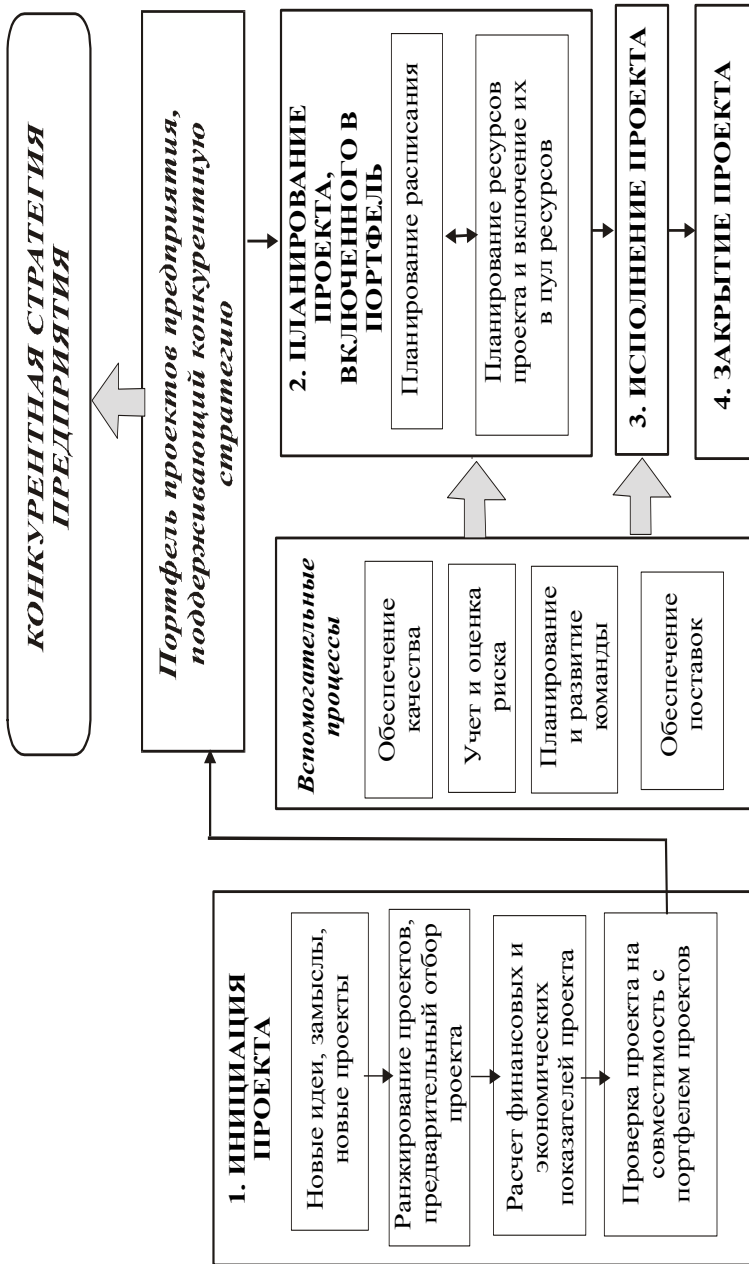 КОНКУРЕНТНАЯ СТРАТЕГИЯ
ПРЕДПРИЯТИЯ
Портфель проектов предприятия,
поддерживающий конкурентную
стратегию
1. ИНИЦИАЦИЯ
ПРОЕКТА
Новые идеи, замыслы,
новые проекты
Ранжирование проектов,
предварительный отбор
проекта
Расчет финансовых и
экономических
показателей проекта
Проверка проекта на
совместимость с
портфелем проектов
Вспомогательные
процессы
Обеспечение
качества
Учет и оценка
риска
Планирование
и развитие
команды
Обеспечение
поставок
2. ПЛАНИРОВАНИЕ
ПРОЕКТА,
ВКЛЮЧЕННОГО В
ПОРТФЕЛЬ
Планирование расписания
Планирование ресурсов
проекта и включение их
в пул ресурсов
3. ИСПОЛНЕНИЕ ПРОЕКТА
4. ЗАКРЫТИЕ ПРОЕКТА